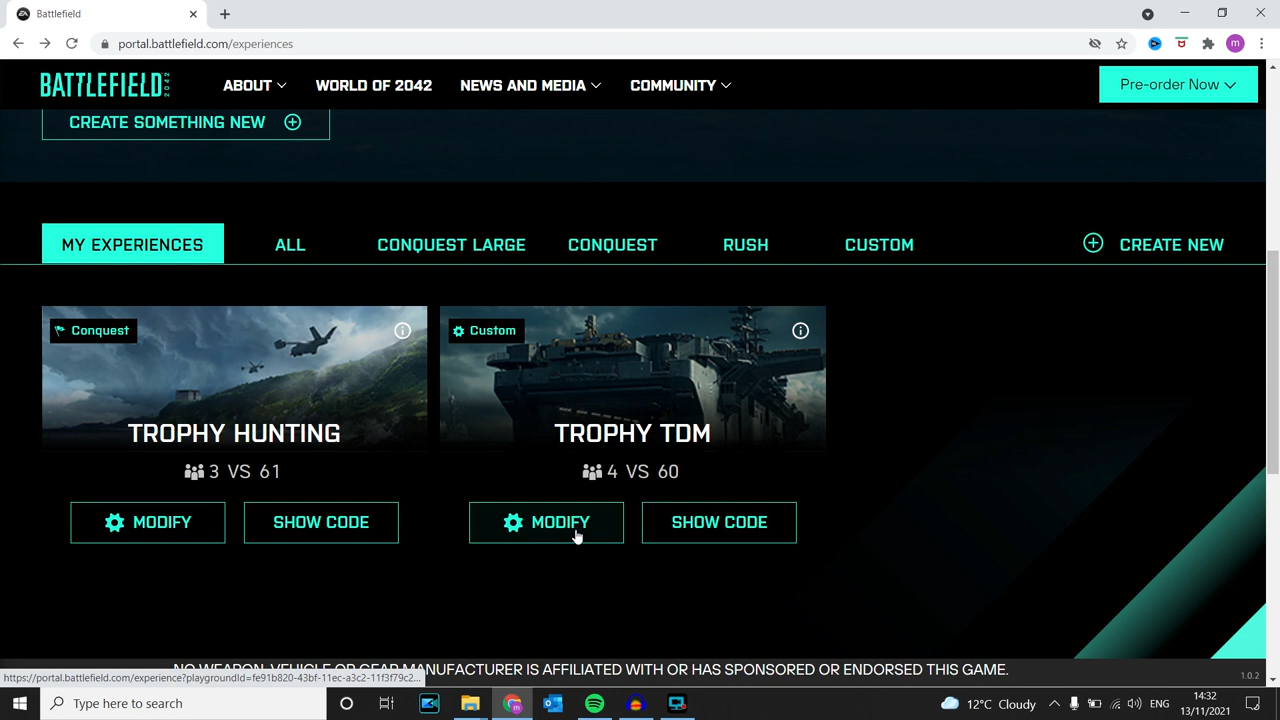 Battlefield
portal.battlefield.com/experiences
m
BATTLEFIELD 2042
ABOUT
WORLD OF 2042
NEWS AND MEDIA
COMMUNITY
Pre-order Now
CREATE SOMETHING NEW
MY EXPERIENCES
ALL
CONQUEST LARGE
CONQUEST
RUSH
CUSTOM
CREATE NEW
Conquest
Custom
TROPHY HUNTING
TROPHY TDM
3 VS 61
4 VS 60
MODIFY
SHOW CODE
MODIFY
SHOW CODE
NO WEAPON, VEHICLE OR GEAR MANUFACTURER IS AFFILIATED WITH OR HAS SPONSORED OR ENDORSED THIS GAME.
1.0.2
https://portal.battlefield.com/experience?playgroundId=fe91b820-43bf-11ec-a3c2-11f3f79c2...
Type here to search
12°C Cloudy
ENG
14:32
13/11/2021